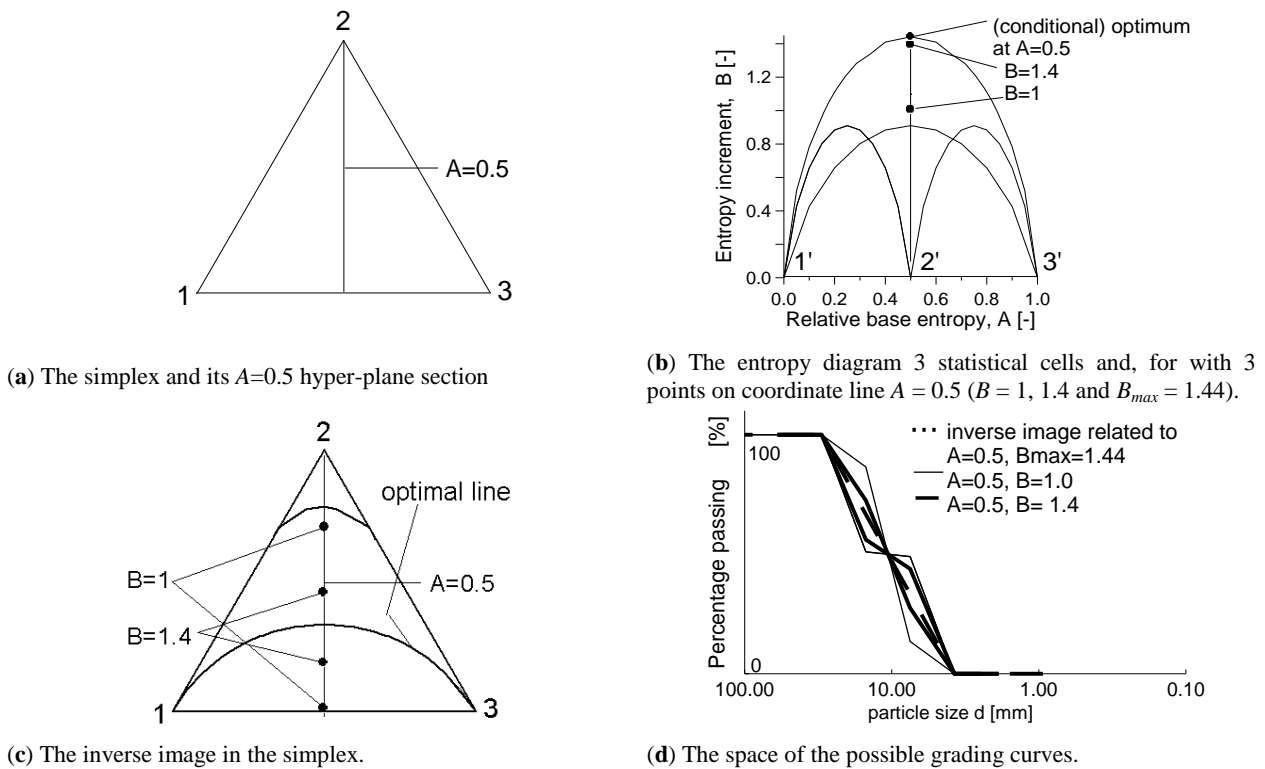 2
A=0.5
1
3
(a) The simplex and its A=0.5 hyper-plane section
(conditional) optimum
at A=0.5
B=1.4
B=1
Entropy increment, B [-]
1.2
0.8
0.4
0.0
1'
2'
3'
0.0 0.2 0.4 0.6 0.8 1.0
Relative base entropy, A [-]
(b) The entropy diagram 3 statistical cells and, for with 3
points on coordinate line A = 0.5 (B = 1, 1.4 and Bmax = 1.44).
2
optimal line
B=1
A=0.5
B=1.4
1
3
(c) The inverse image in the simplex.
Percentage passing [%]
100
0
inverse image related to
A=0.5, Bmax=1.44
A=0.5, B=1.0
A=0.5, B= 1.4
100.00 10.00 1.00 0.10
particle size d [mm]
(d) The space of the possible grading curves.